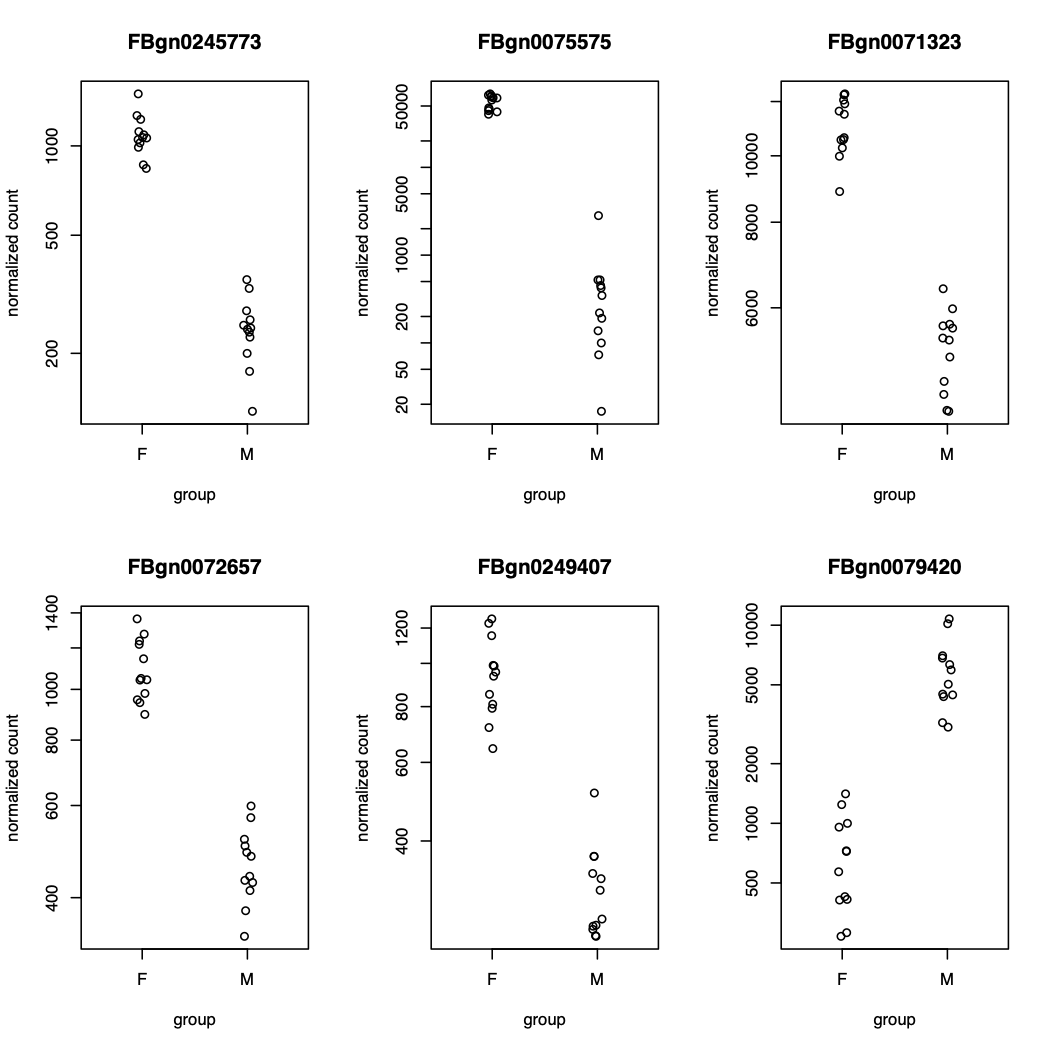 FBgn0245773
normalized count
1000
500
200
F M
group
FBgn0075575
normalized count
50000
5000
1000
200
50
20
F M
group
FBgn0071323
normalized count
10000
8000
6000
F M
group
FBgn0072657
normalized count
1400
1000
800
600
400
F M
group
FBgn0249407
normalized count
1200
800
600
400
F M
group
FBgn0079420
normalized count
10000
5000
2000
1000
500
F M
group